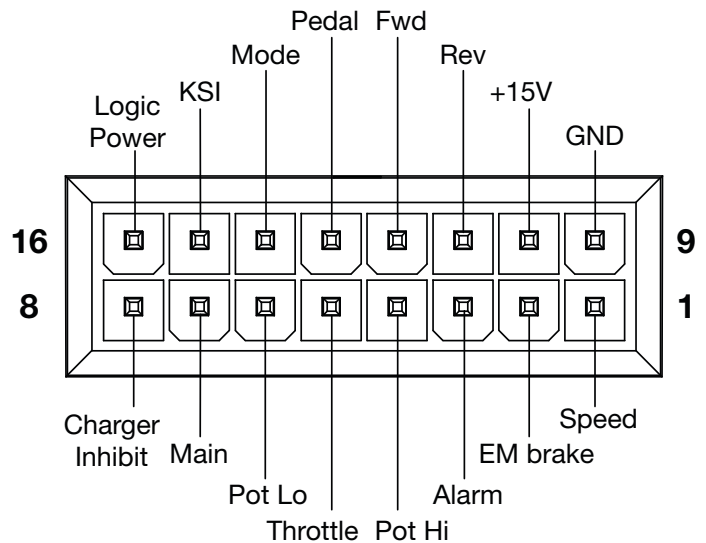 Pedal Fwd
Mode
Rev
KSI
+15V
Logic
Power
GND
16
9
8
1
Charger
Inhibit
Main
Speed
EM brake
Pot Lo
Alarm
Throttle
Pot Hi